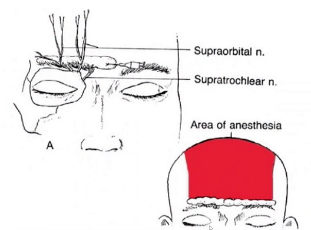 Supraorbital n.
Supratrochlear n.
Area of anesthesia
A